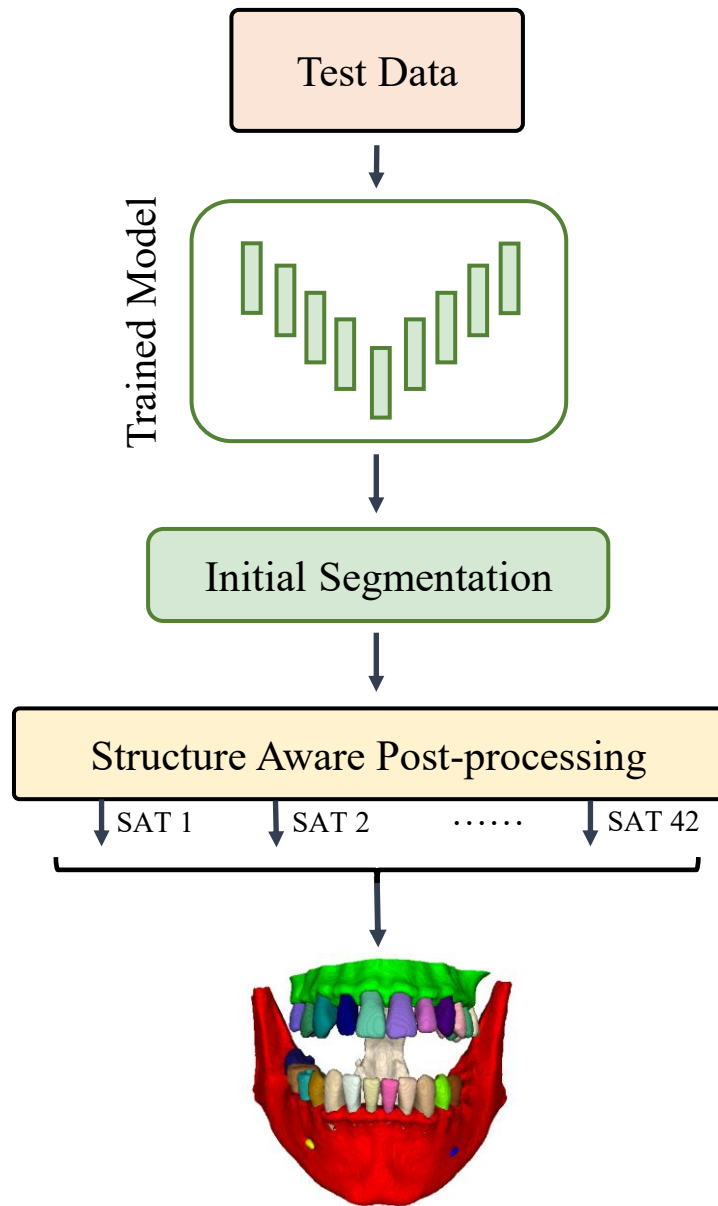 Test Data
Trained Model
Initial Segmentation
Structure Aware Post-processing
SAT 1 SAT 2 ...... SAT 42